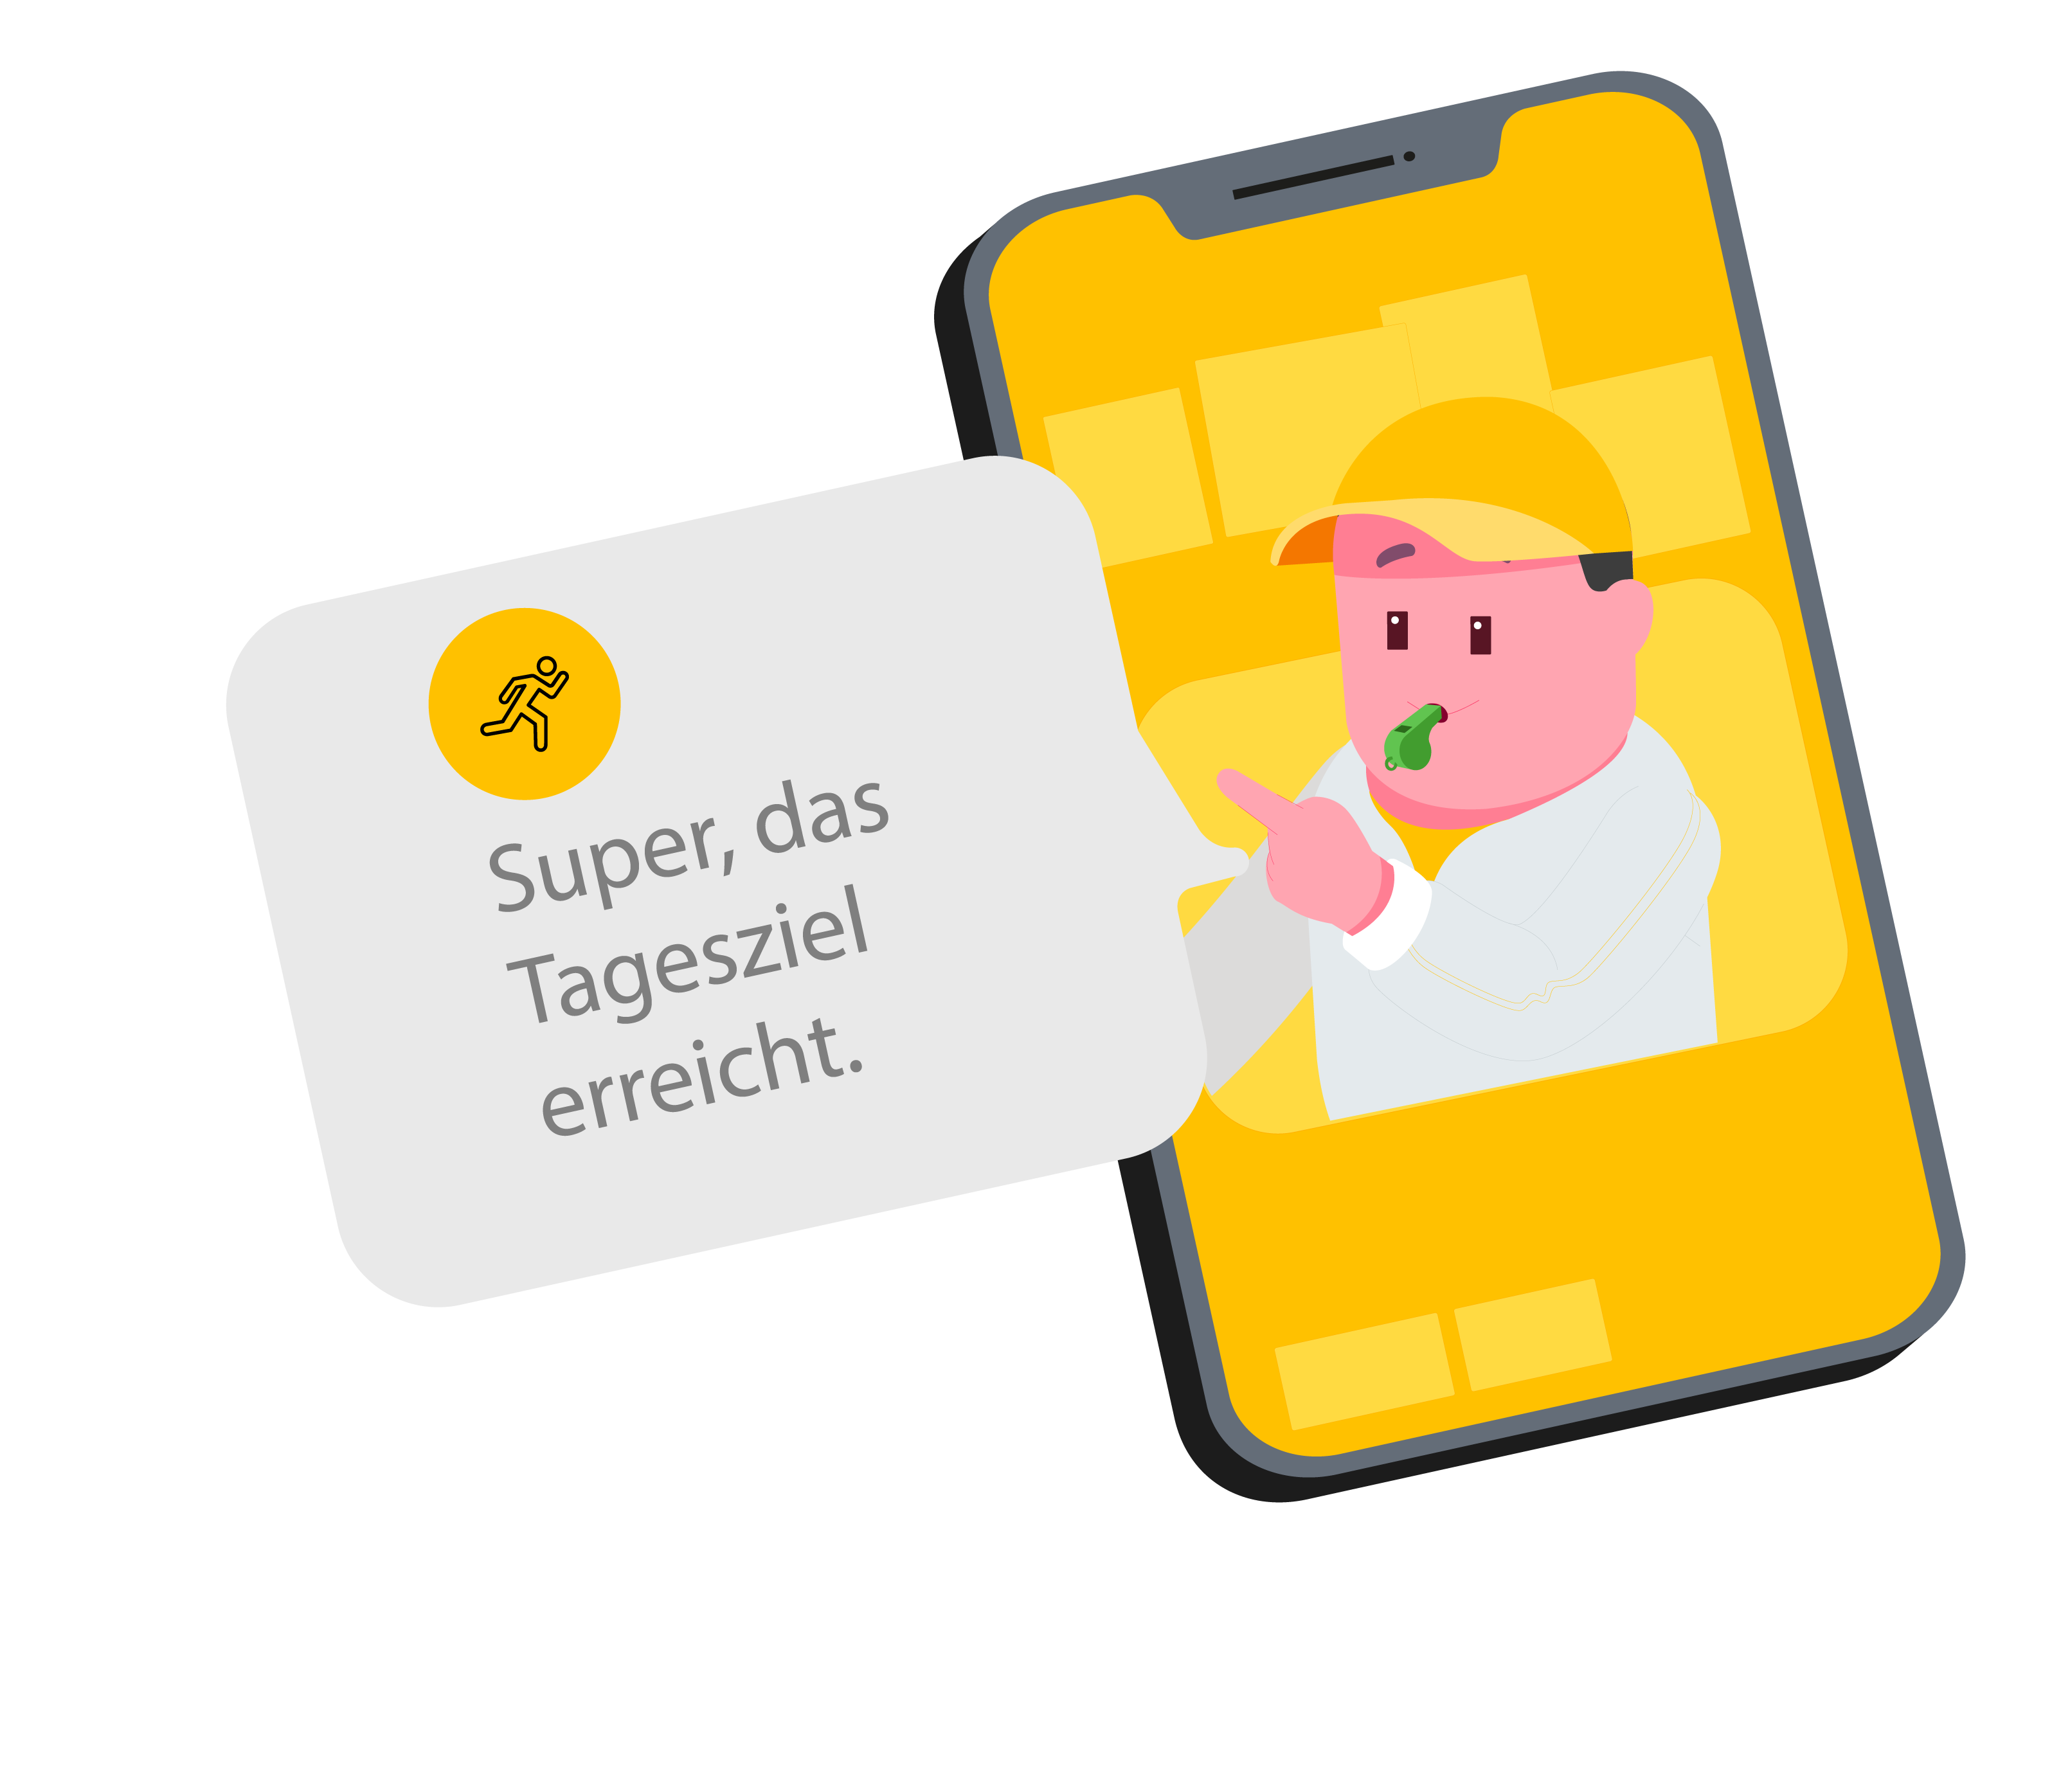 Super, das
Tagesziel
erreicht.